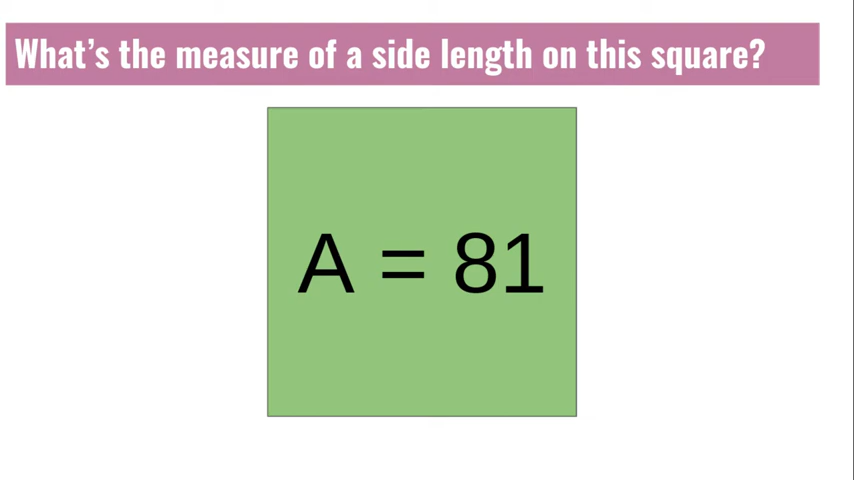 What’s the measure of a side length on this square?
A = 81